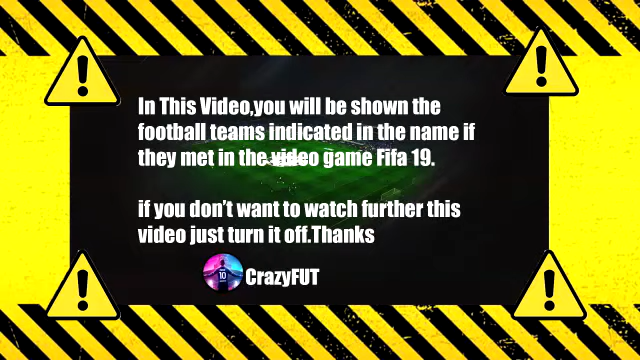 In This Video,you will be shown the
football teams indicated in the name if
they met in the video game Fifa 19.
if you don't want to watch further this
video just turn it off.Thanks
10
CrazyFUT